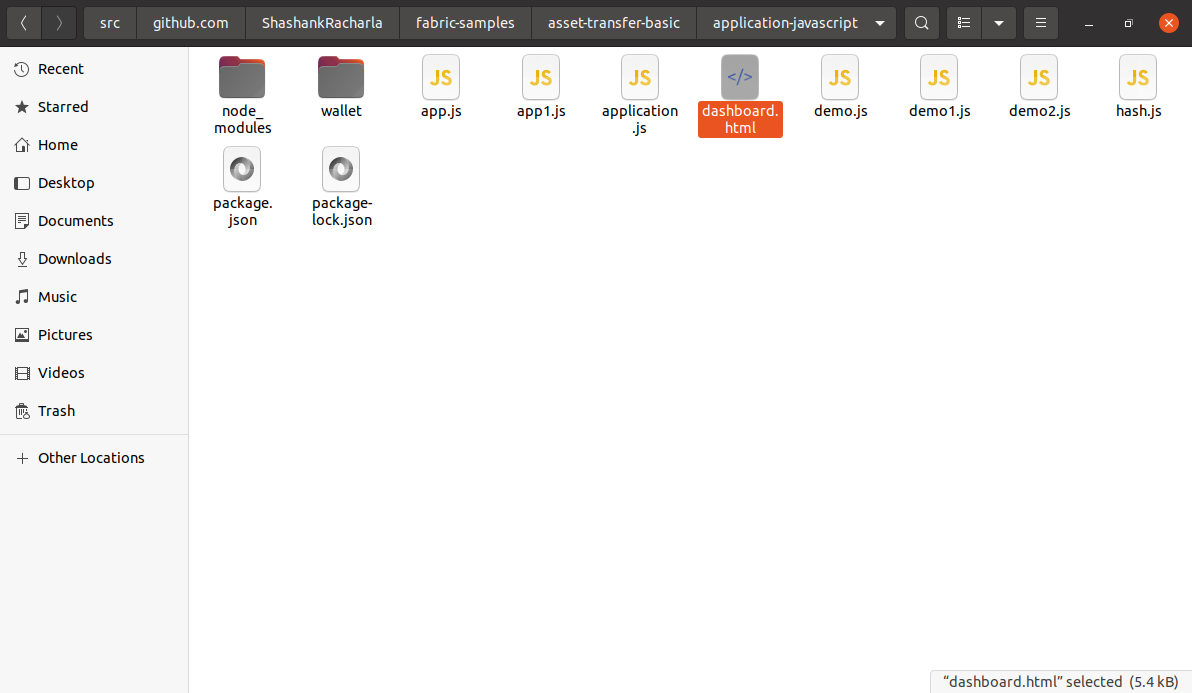 src
github.com
ShashankRacharla
fabric-samples
asset-transfer-basic
application-javascript
Recent
Starred
Home
Desktop
Documents
Downloads
Music
Pictures
Videos
Trash
Other Locations
node_
modules
wallet
JS
app.js
JS
app1.js
JS
application
.js
</>
dashboard.
html
JS
demo.js
JS
demo1.js
JS
demo2.js
JS
hash.js
package.
json
package-
lock.json
“dashboard.html” selected (5.4 kB)